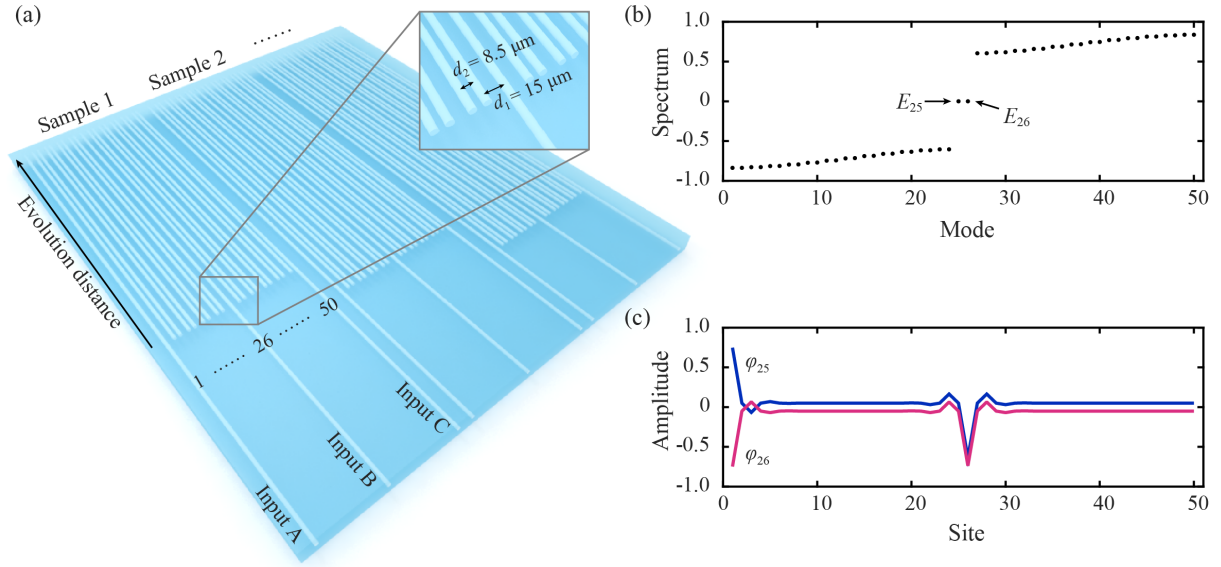 (a)
Sample 1
Sample 2
......
d₂ = 8.5 μm
d₁ = 15 μm
Evolution distance
1 ...... 26 ...... 50
Input A
Input B
Input C
(b)
Spectrum
1.0
0.5
0
-0.5
-1.0
E₂₅
E₂₆
0 10 20 30 40 50
Mode
(c)
Amplitude
1.0
0.5
0
-0.5
-1.0
φ₂₅
φ₂₆
0 10 20 30 40 50
Site